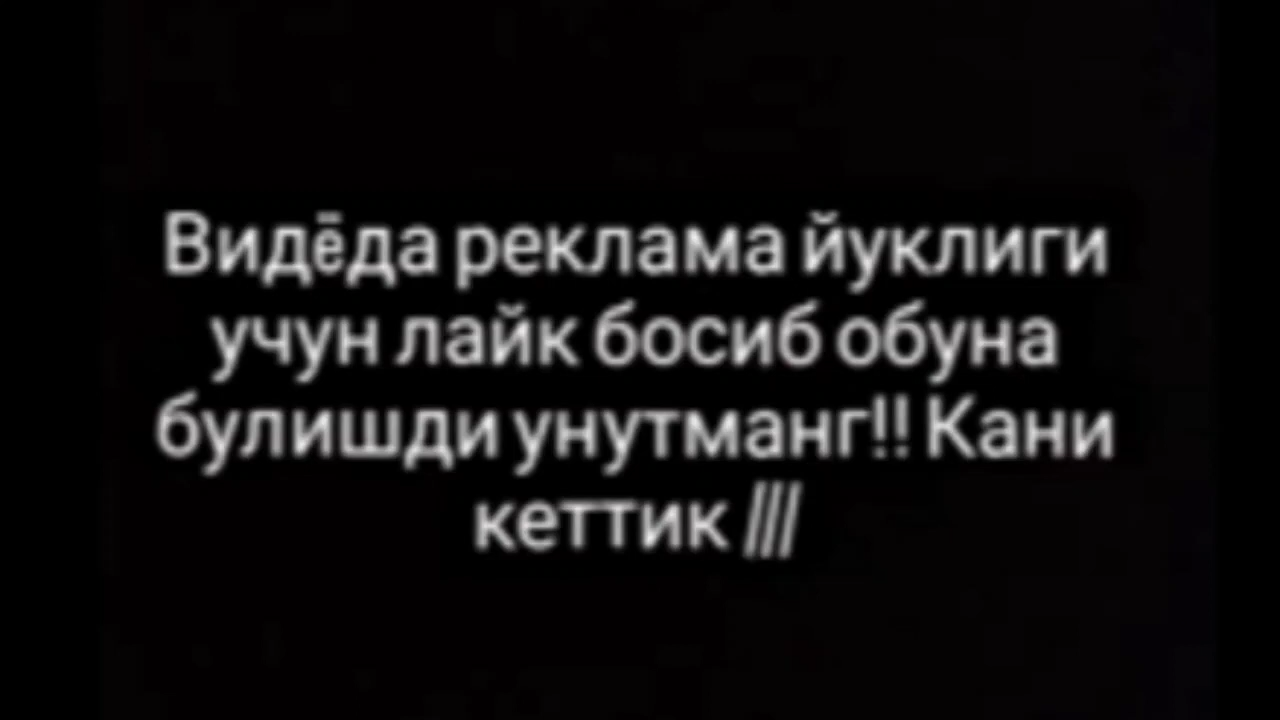 Видёда реклама йуклиги
учун лайк босиб обуна
булишди унутманг!! Кани
кеттик ///